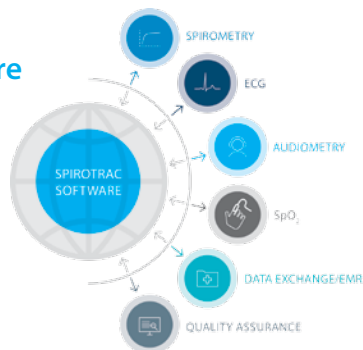 re
SPIROMETRY
ECG
SPIROTRAC
SOFTWARE
AUDIOMETRY
SpO₂
DATA EXCHANGE/EMR
QUALITY ASSURANCE